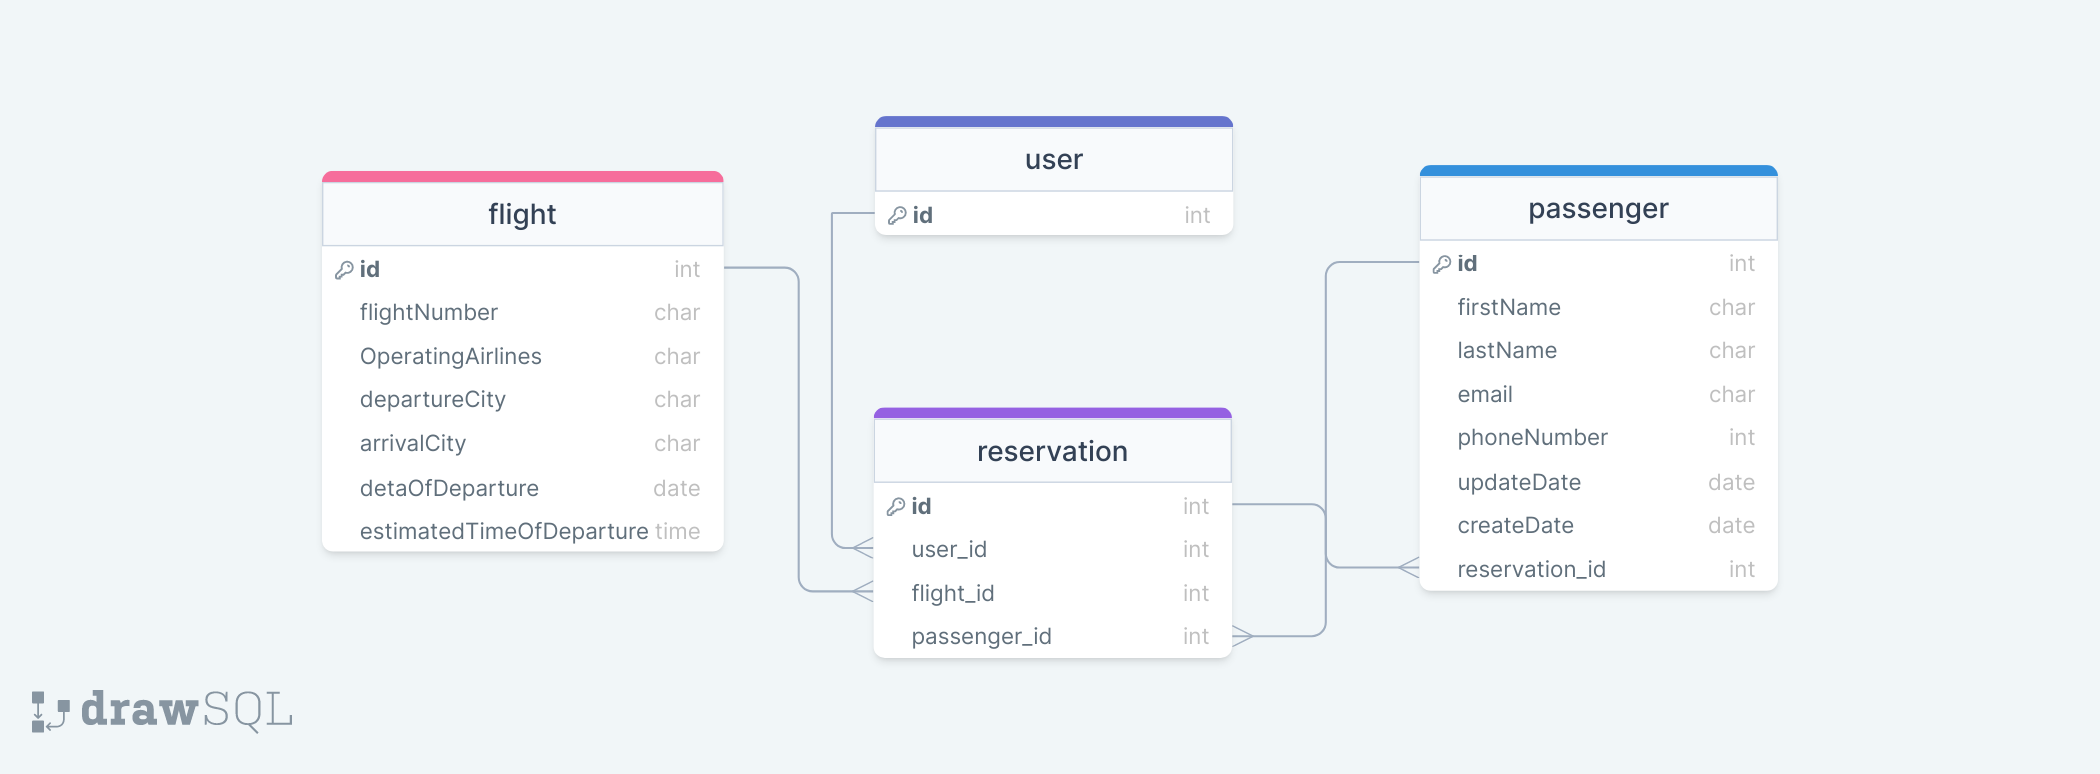 flight
id int
flightNumber char
OperatingAirlines char
departureCity char
arrivalCity char
detaOfDeparture date
estimatedTimeOfDeparture time
user
id int
reservation
id int
user_id int
flight_id int
passenger_id int
passenger
id int
firstName char
lastName char
email char
phoneNumber int
updateDate date
createDate date
reservation_id int
drawSQL